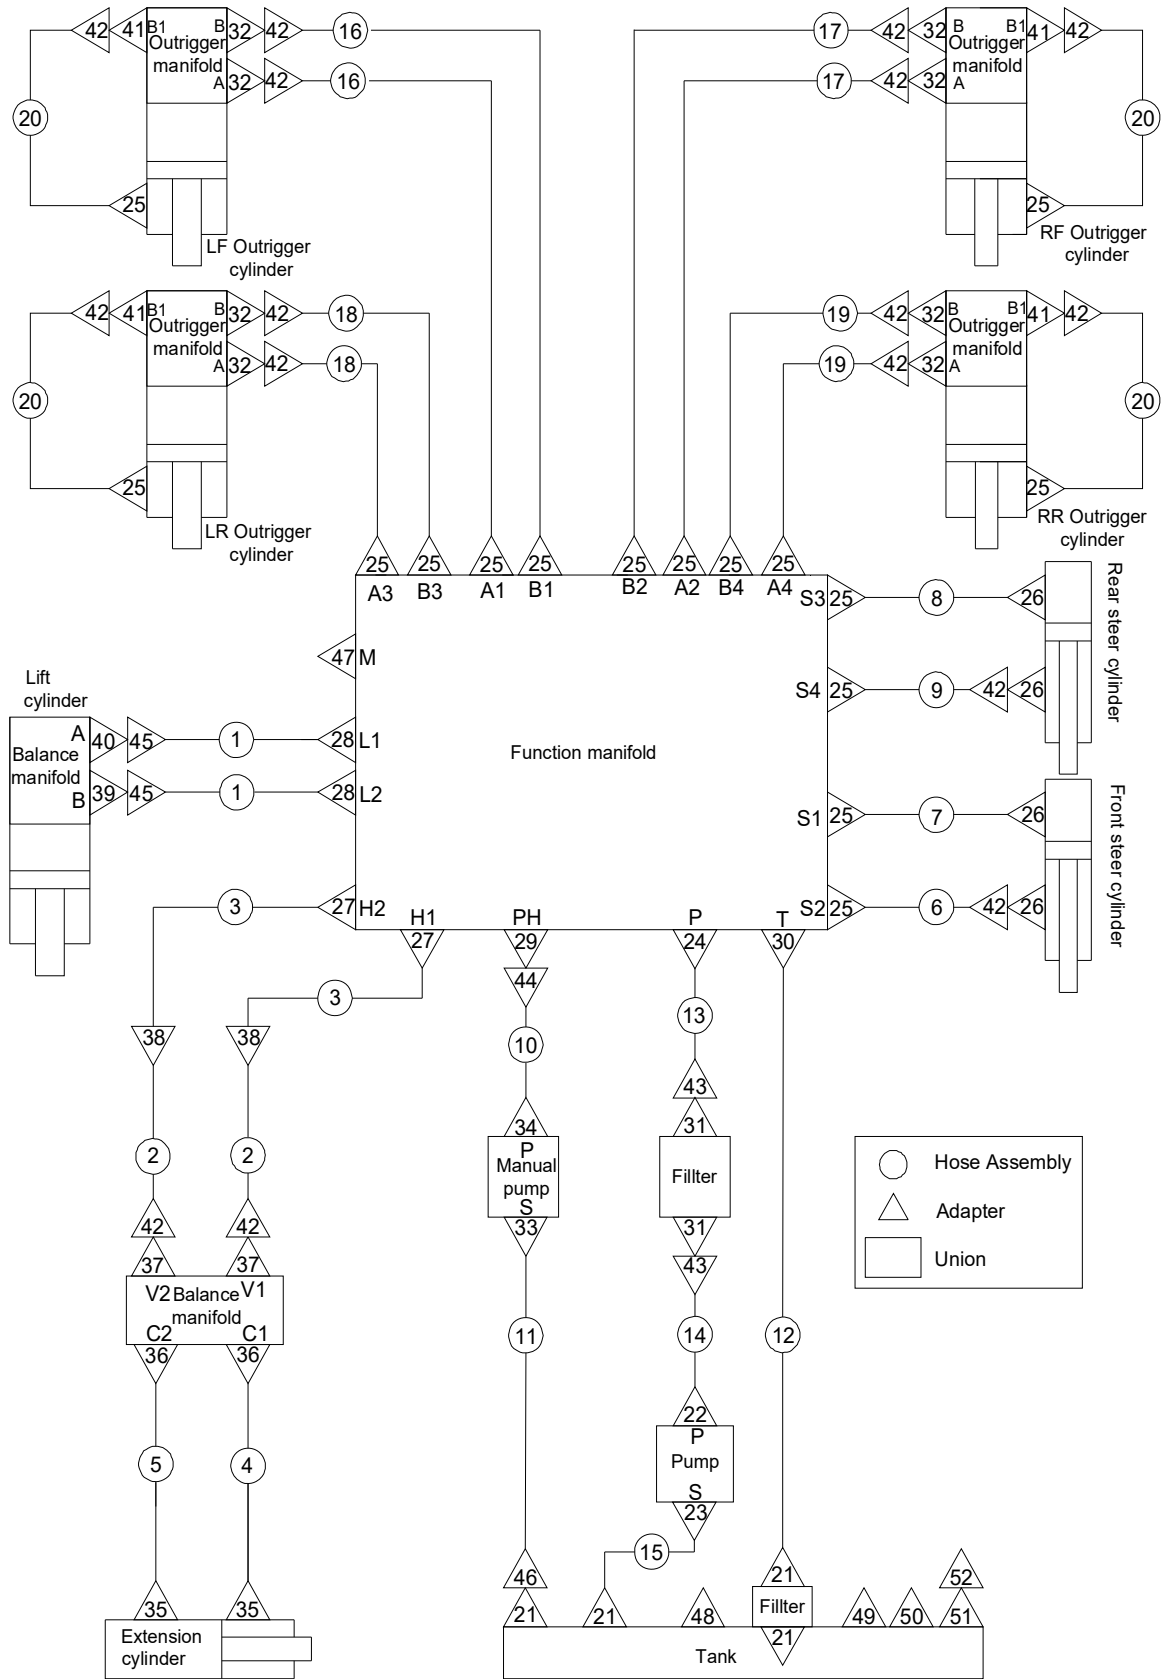 42 41 B1 B 32 42 16
Outrigger
manifold
A 32 42 16
20
25
LF Outrigger
cylinder
17 42 32 B B1 41 42
Outrigger
manifold
17 42 32 A
20
25
RF Outrigger
cylinder
42 41 B1 B 32 42 18
Outrigger
manifold
A 32 42 18
20
25
LR Outrigger
cylinder
19 42 32 B B1 41 42
Outrigger
manifold
19 42 32 A
20
25
RR Outrigger
cylinder
25 25 25 25 25 25 25 25
A3 B3 A1 B1 B2 A2 B4 A4
S3 25 8 26
Rear steer cylinder
47 M
S4 25 9 42 26
Lift
cylinder
A 40 45 1 28 L1
Balance
manifold
B 39 45 1 28 L2
Function manifold
S1 25 7 26
Front steer cylinder
S2 25 6 42 26
3 27 H2
H1 PH P T
27 29 24 30
3
44
13
38 38
10
43
34 31
P
Manual
pump
S
Fillter
33 31
43
2 2
42 42
37 37
V2 Balance V1
manifold
C2 C1
36 36
11 14 12
22
P
Pump
S
23
5 4
15
46 21 52
21 21 48 Fillter 49 50 51
21
35 35
Extension
cylinder
Tank
Hose Assembly
Adapter
Union